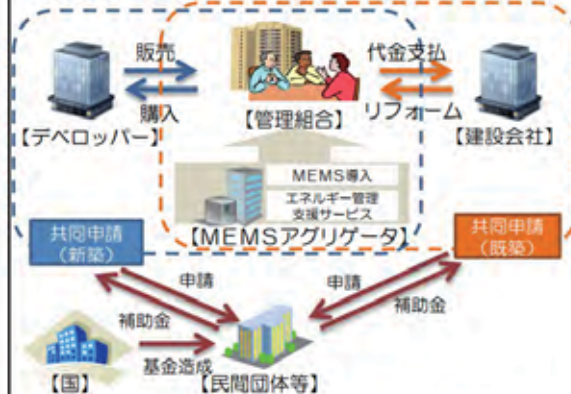 販売
購入
【デベロッパー】
【管理組合】
代金支払
リフォーム
【建設会社】
MEMS導入
エネルギー管理
支援サービス
【MEMSアグリゲータ】
共同申請
（新築）
共同申請
（既築）
申請
補助金
申請
補助金
基金造成
【国】
【民間団体等】